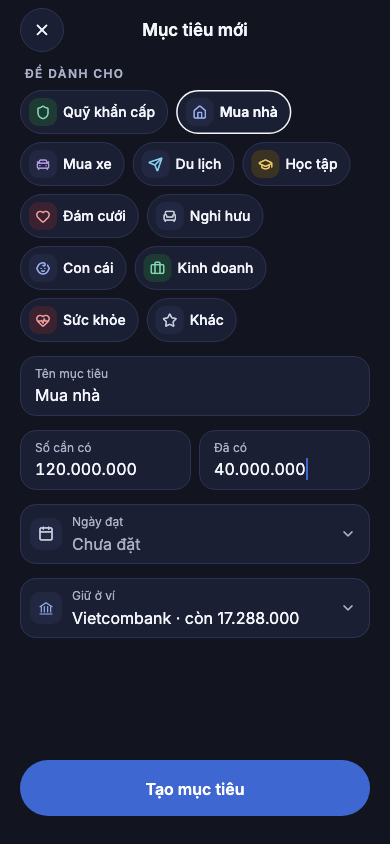 Mục tiêu mới
ĐỂ DÀNH CHO
Quỹ khẩn cấp
Mua nhà
Mua xe
Du lịch
Học tập
Đám cưới
Nghỉ hưu
Con cái
Kinh doanh
Sức khỏe
Khác
Tên mục tiêu
Mua nhà
Số cần có
120.000.000
Đã có
40.000.000
Ngày đạt
Chưa đặt
Giữ ở ví
Vietcombank · còn 17.288.000
Tạo mục tiêu